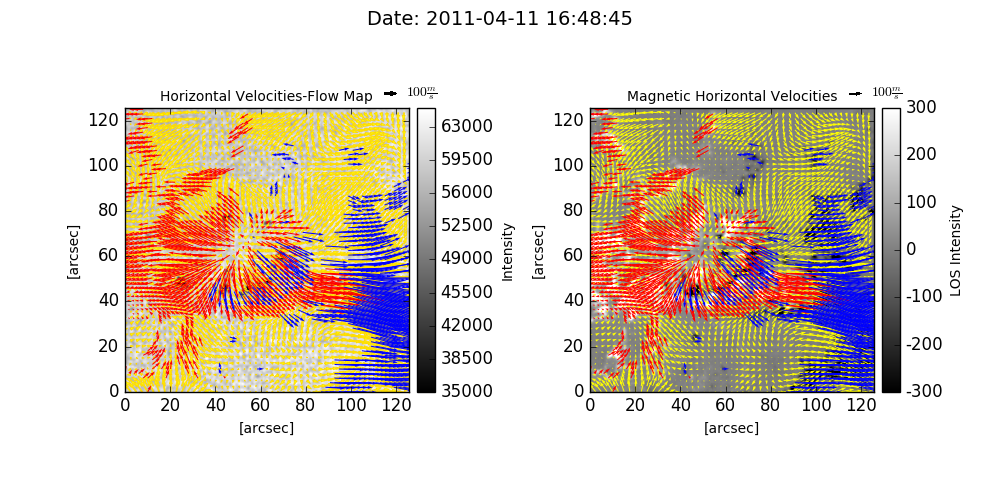 Date: 2011-04-11 16:48:45
Horizontal Velocities-Flow Map
100 m/s
Magnetic Horizontal Velocities
100 m/s
120
100
80
60
40
20
0
0 20 40 60 80 100 120
[arcsec]
[arcsec]
63000
59500
56000
52500
49000
45500
42000
38500
35000
Intensity
120
100
80
60
40
20
0
0 20 40 60 80 100 120
[arcsec]
[arcsec]
300
200
100
0
-100
-200
-300
LOS Intensity